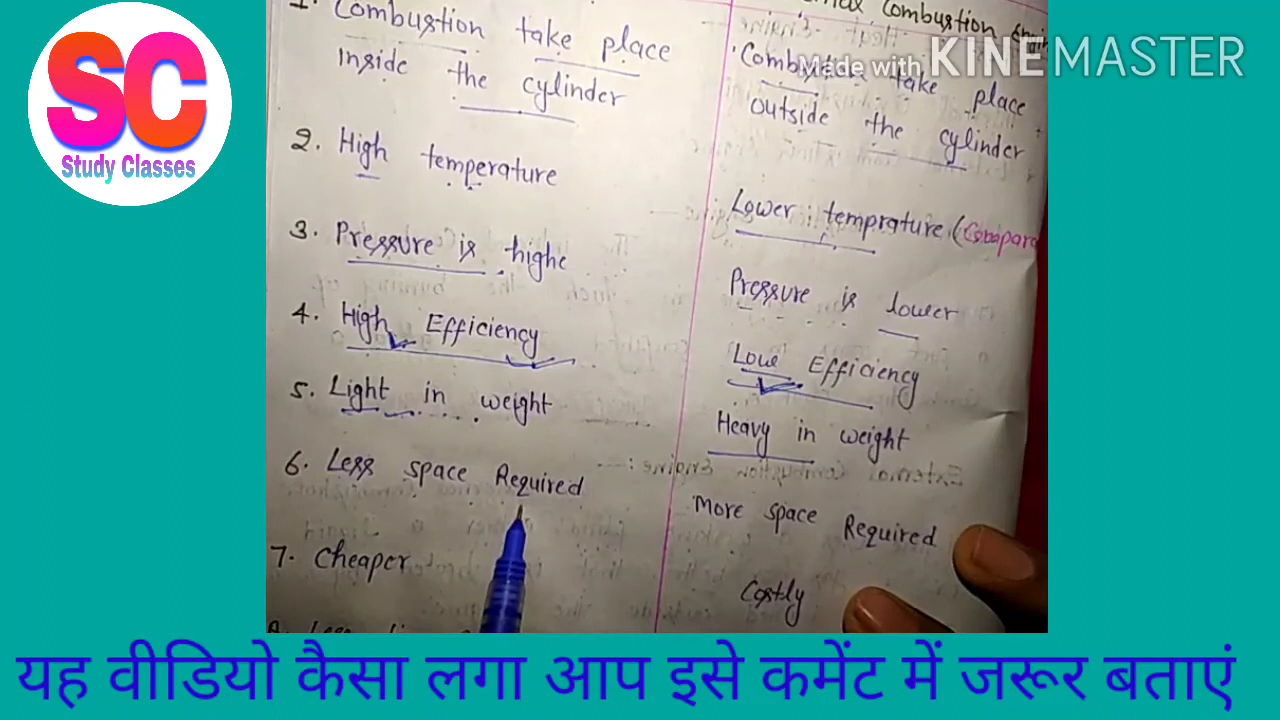 SC
Study Classes
Made with KINEMASTER
Combustion Engin
1. Combustion take place
inside the cylinder
Combustion take place
outside the cylinder
2. High temperature
Lower temprature (Compara
3. Pressure is highe
Pressure is lower
4. High Efficiency
Low Efficiency
5. Light in weight
Heavy in weight
6. Less space Required
More space Required
7. Cheaper
Costly
यह वीडियो कैसा लगा आप इसे कमेंट में जरूर बताएं